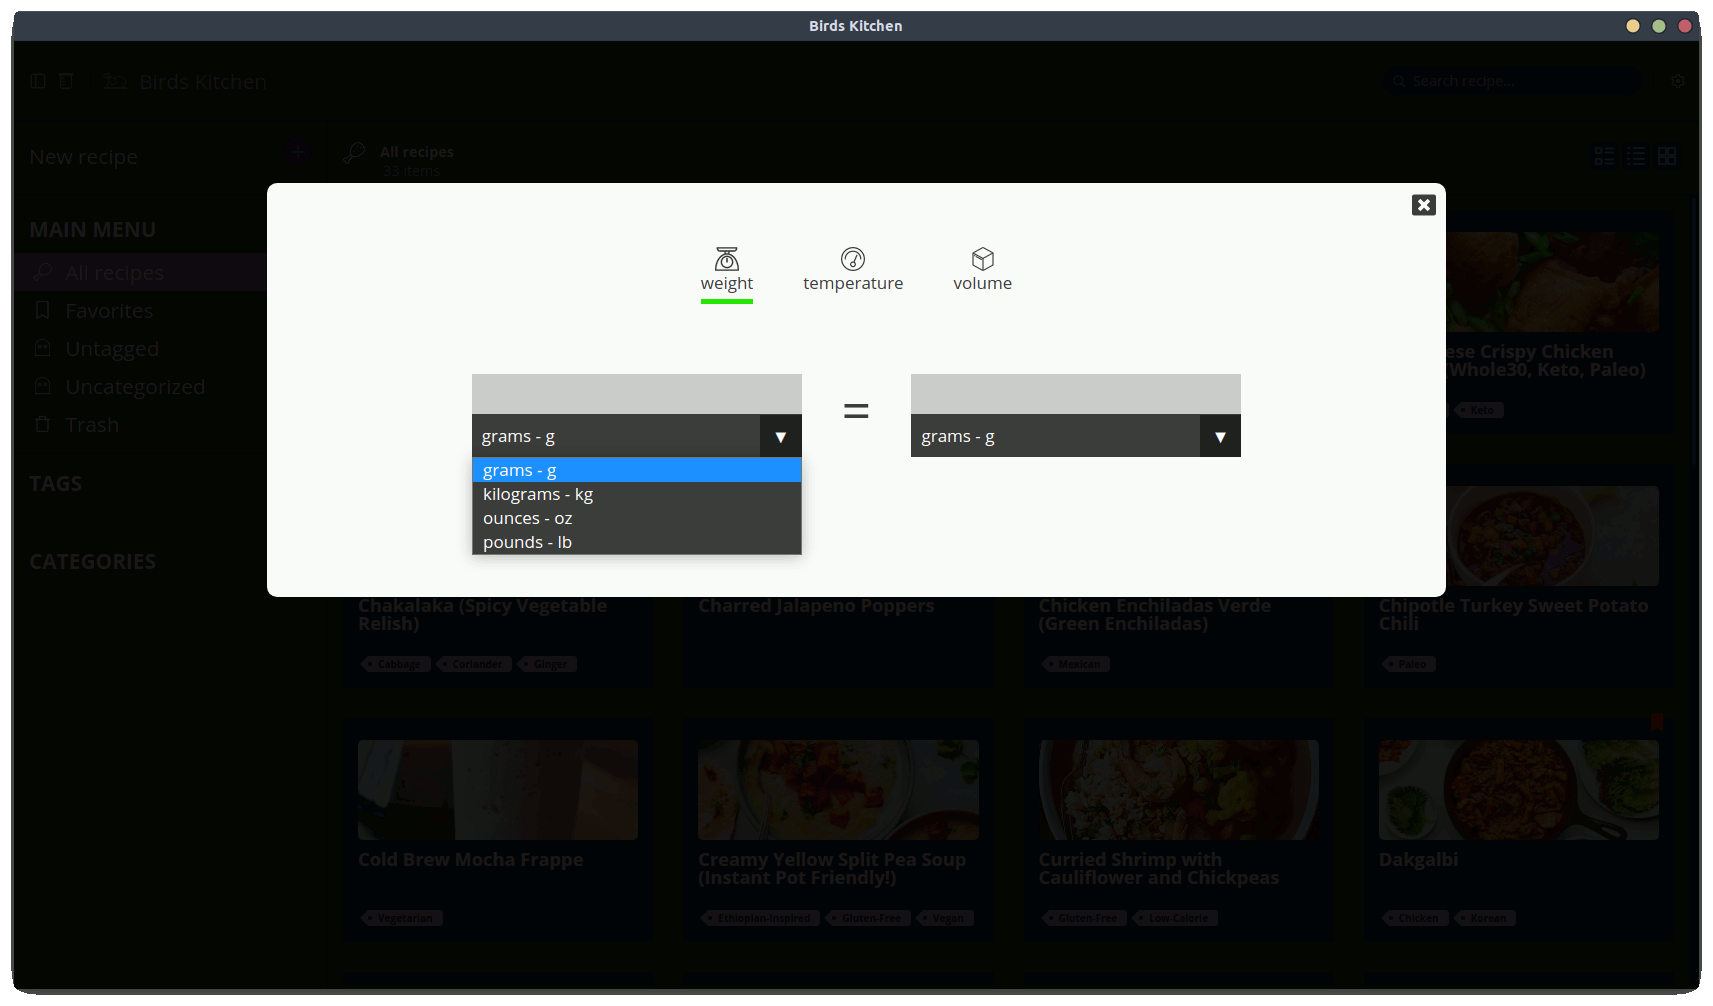 Birds Kitchen
Birds Kitchen
Search recipe...
New recipe
All recipes
33 items
MAIN MENU
All recipes
Favorites
Untagged
Uncategorized
Trash
TAGS
CATEGORIES
weight
temperature
volume
grams - g
▼
=
grams - g
▼
grams - g
kilograms - kg
ounces - oz
pounds - lb
ese Crispy Chicken
(Whole30, Keto, Paleo)
Keto
Chakalaka (Spicy Vegetable
Relish)
Cabbage
Coriander
Ginger
Charred Jalapeno Poppers
Chicken Enchiladas Verde
(Green Enchiladas)
Mexican
Chipotle Turkey Sweet Potato
Chili
Paleo
Cold Brew Mocha Frappe
Vegetarian
Creamy Yellow Split Pea Soup
(Instant Pot Friendly!)
Ethiopian-Inspired
Gluten-Free
Vegan
Curried Shrimp with
Cauliflower and Chickpeas
Gluten-Free
Low-Calorie
Dakgalbi
Chicken
Korean